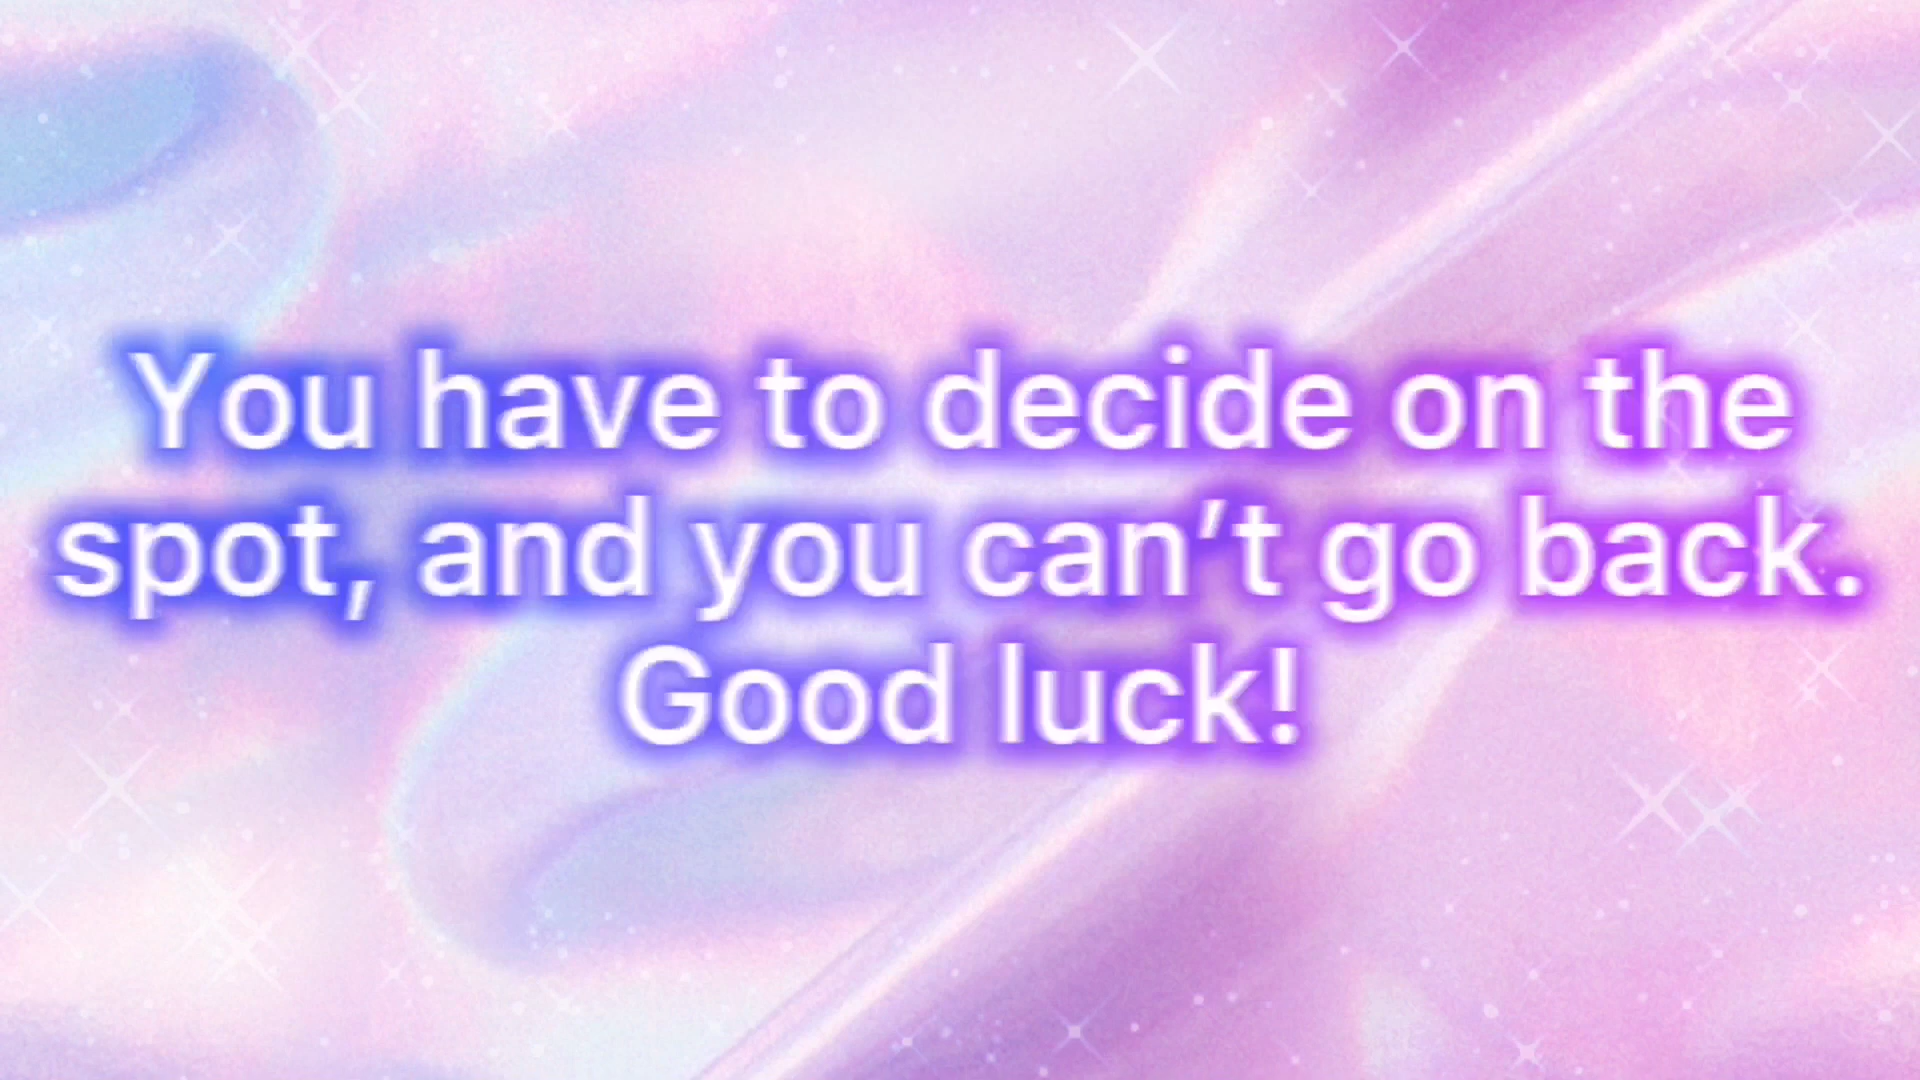 You have to decide on the
spot, and you can’t go back.
Good luck!